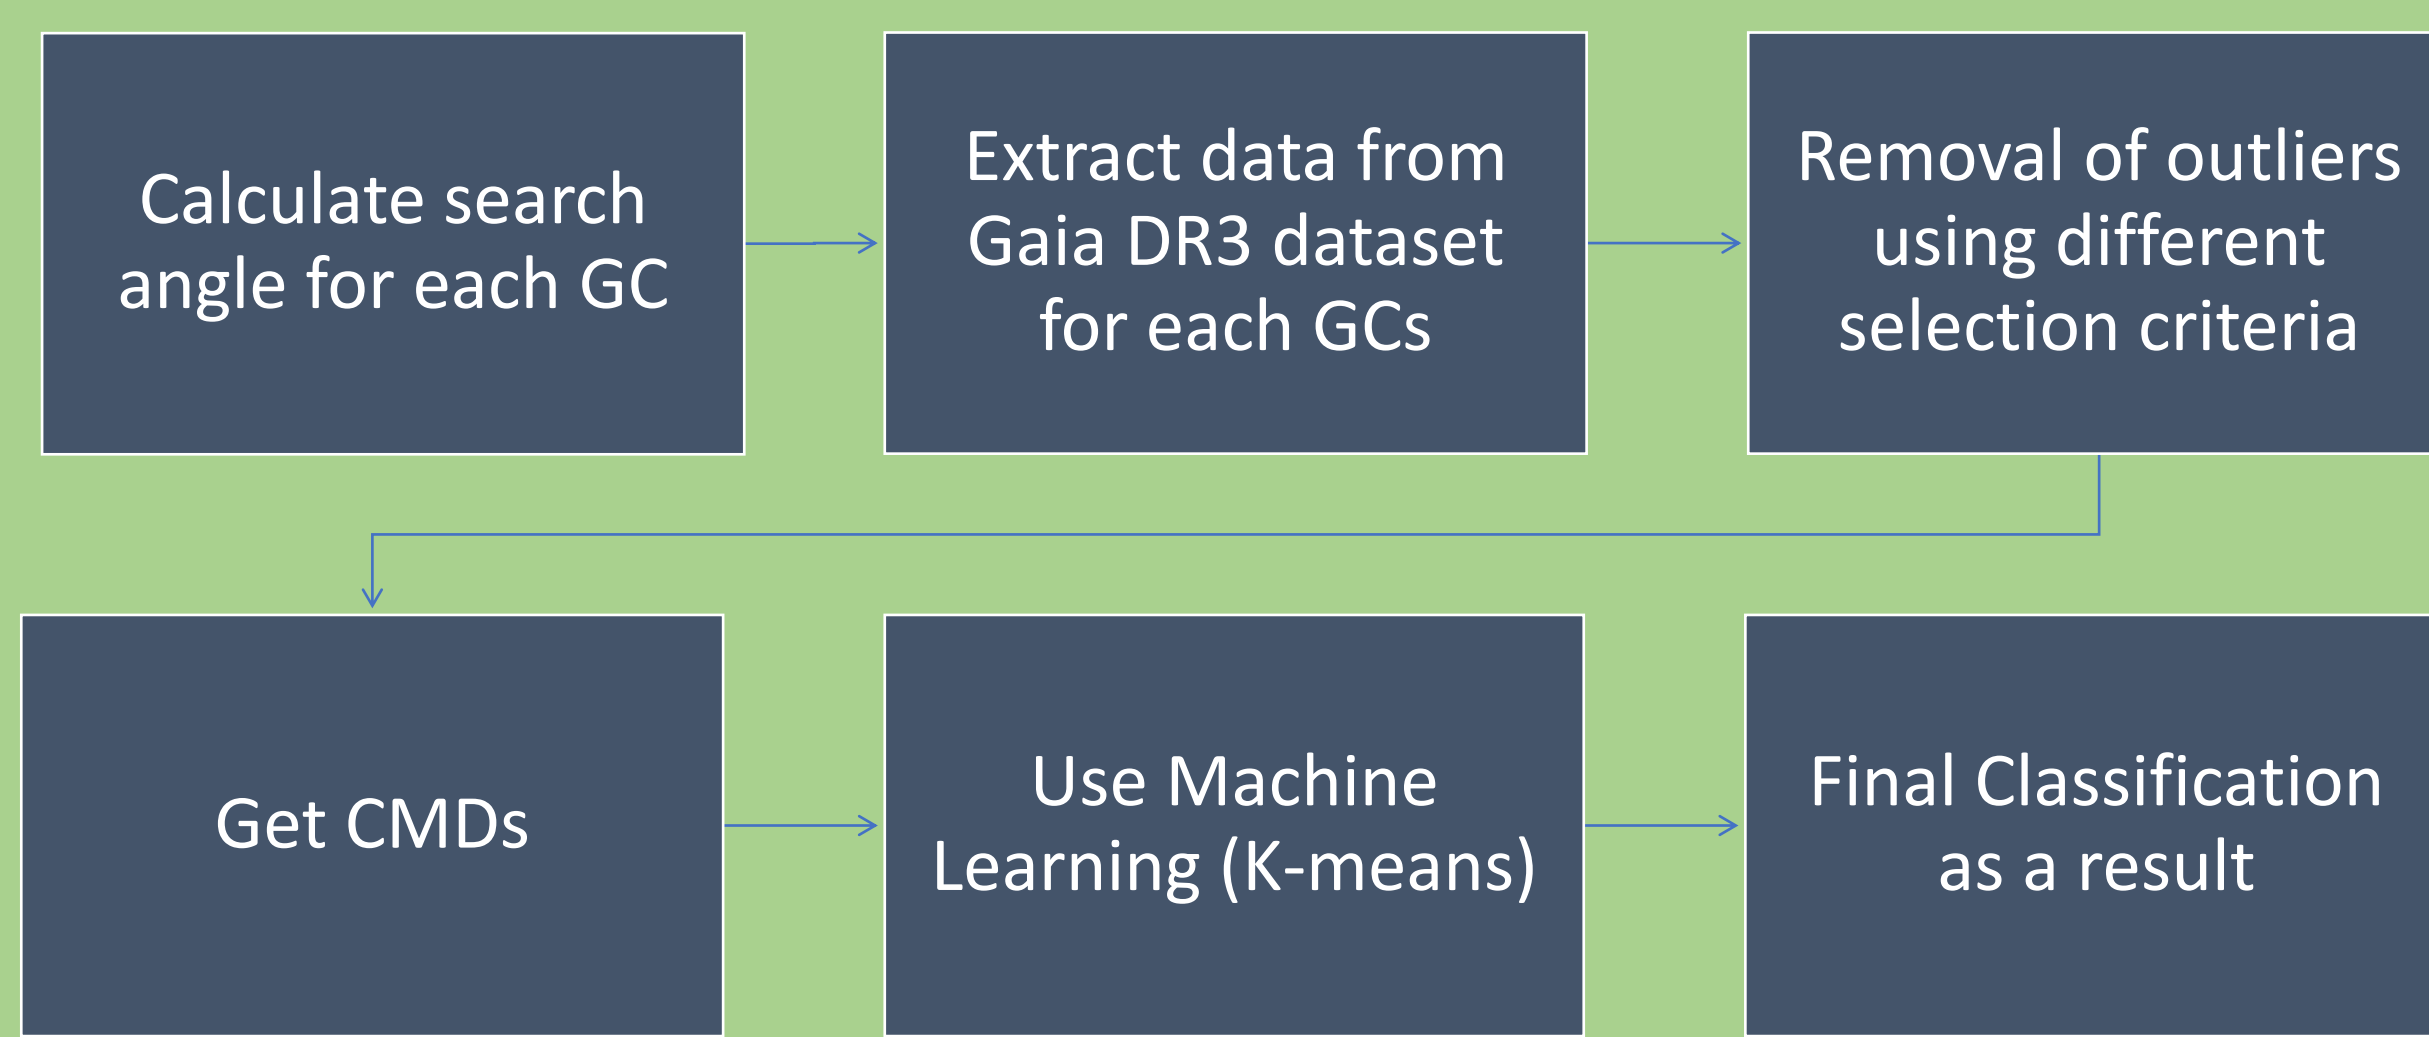 Calculate search
angle for each GC
Extract data from
Gaia DR3 dataset
for each GCs
Removal of outliers
using different
selection criteria
Get CMDs
Use Machine
Learning (K-means)
Final Classification
as a result